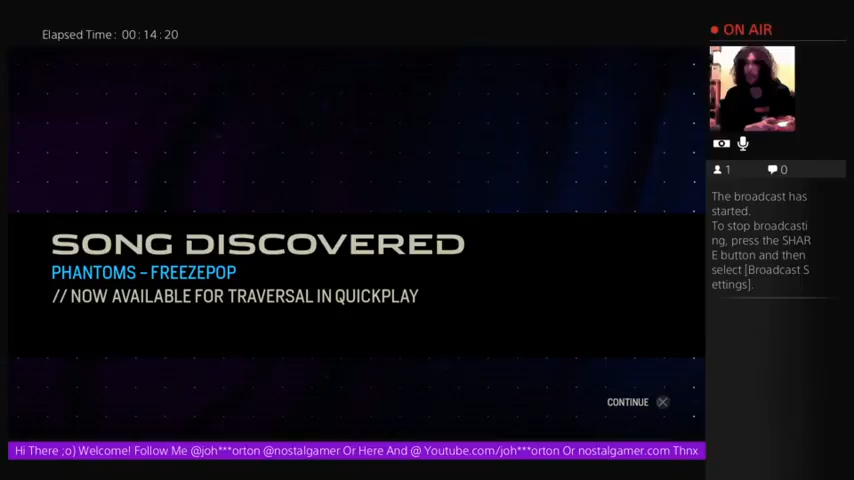 Elapsed Time: 00:14:20
ON AIR
1 0
The broadcast has
started.
To stop broadcasti
ng, press the SHAR
E button and then
select [Broadcast S
ettings].
SONG DISCOVERED
PHANTOMS - FREEZEPOP
// NOW AVAILABLE FOR TRAVERSAL IN QUICKPLAY
CONTINUE
Hi There ;o) Welcome! Follow Me @joh***orton @nostalgamer Or Here And @ Youtube.com/joh***orton Or nostalgamer.com Thnx